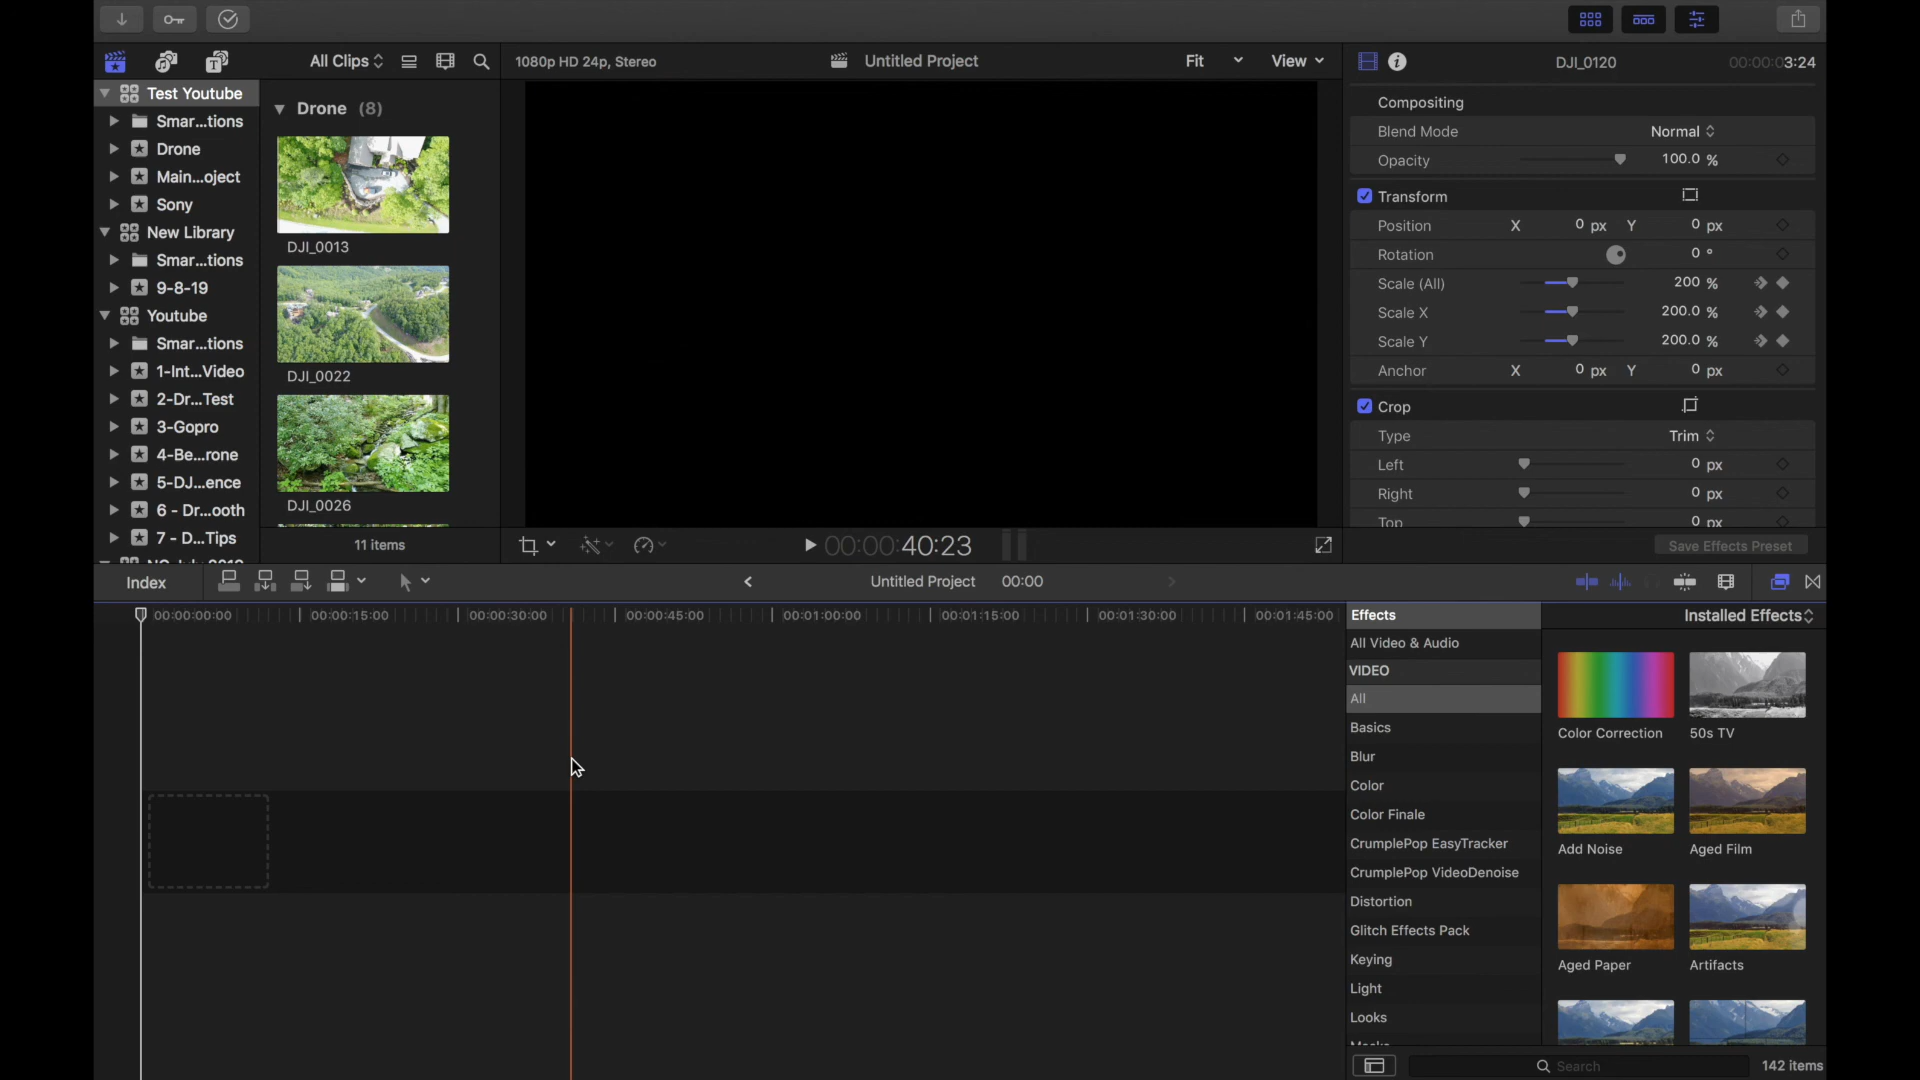 All Clips
1080p HD 24p, Stereo
Untitled Project
Fit
View
DJI_0120
00:00:03:24
Test Youtube
Smar...tions
Drone
Main...oject
Sony
New Library
Smar...tions
9-8-19
Youtube
Smar...tions
1-Int...Video
2-Dr...Test
3-Gopro
4-Be...rone
5-DJ...ence
6 - Dr...ooth
7 - D...Tips
Drone (8)
DJI_0013
DJI_0022
DJI_0026
11 items
00:00:40:23
Compositing
Blend Mode Normal
Opacity 100.0 %
Transform
Position X 0 px Y 0 px
Rotation 0 °
Scale (All) 200 %
Scale X 200.0 %
Scale Y 200.0 %
Anchor X 0 px Y 0 px
Crop
Type Trim
Left 0 px
Right 0 px
Top 0 px
Save Effects Preset
Index
Untitled Project 00:00
00:00:00:00 00:00:15:00 00:00:30:00 00:00:45:00 00:01:00:00 00:01:15:00 00:01:30:00 00:01:45:00
Effects
All Video & Audio
VIDEO
All
Basics
Blur
Color
Color Finale
CrumplePop EasyTracker
CrumplePop VideoDenoise
Distortion
Glitch Effects Pack
Keying
Light
Looks
Installed Effects
Color Correction
50s TV
Add Noise
Aged Film
Aged Paper
Artifacts
Search
142 items